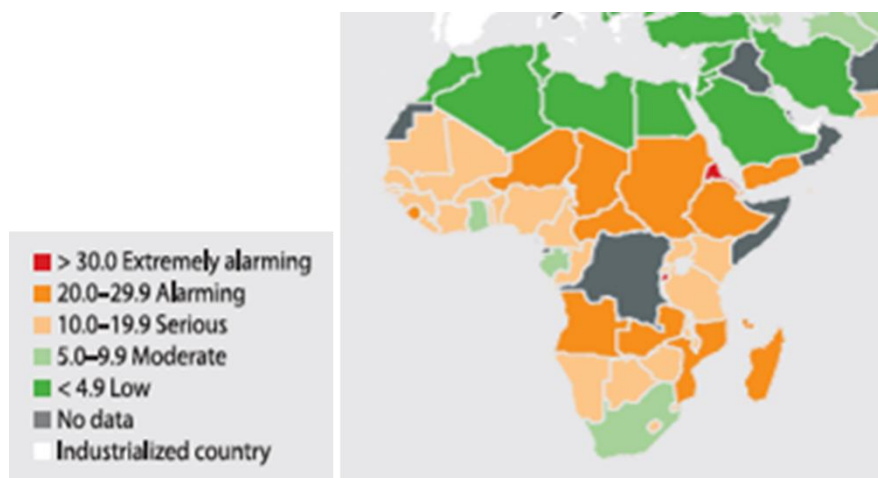 > 30.0 Extremely alarming
20.0–29.9 Alarming
10.0–19.9 Serious
5.0–9.9 Moderate
< 4.9 Low
No data
Industrialized country